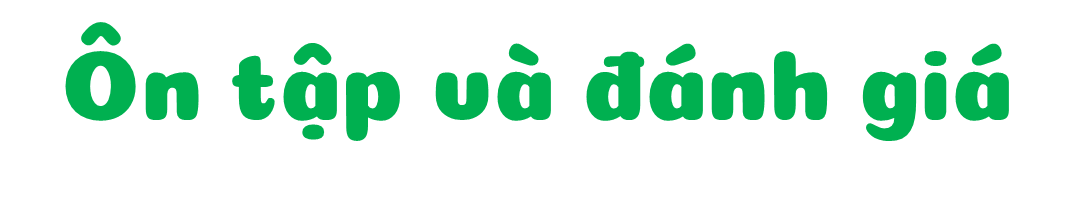 Ôn tập và đánh giá